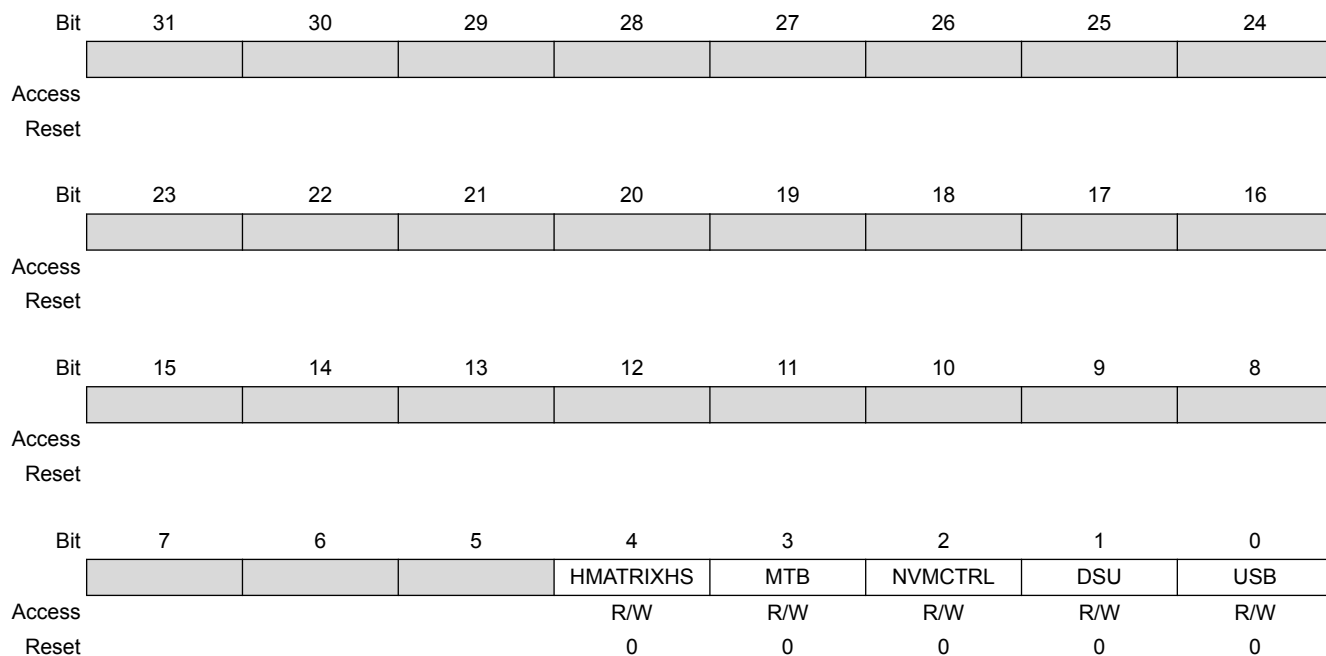 Bit 31 30 29 28 27 26 25 24
Access
Reset
Bit 23 22 21 20 19 18 17 16
Access
Reset
Bit 15 14 13 12 11 10 9 8
Access
Reset
Bit 7 6 5 4 3 2 1 0
HMATRIXHS MTB NVMCTRL DSU USB
Access R/W R/W R/W R/W R/W
Reset 0 0 0 0 0